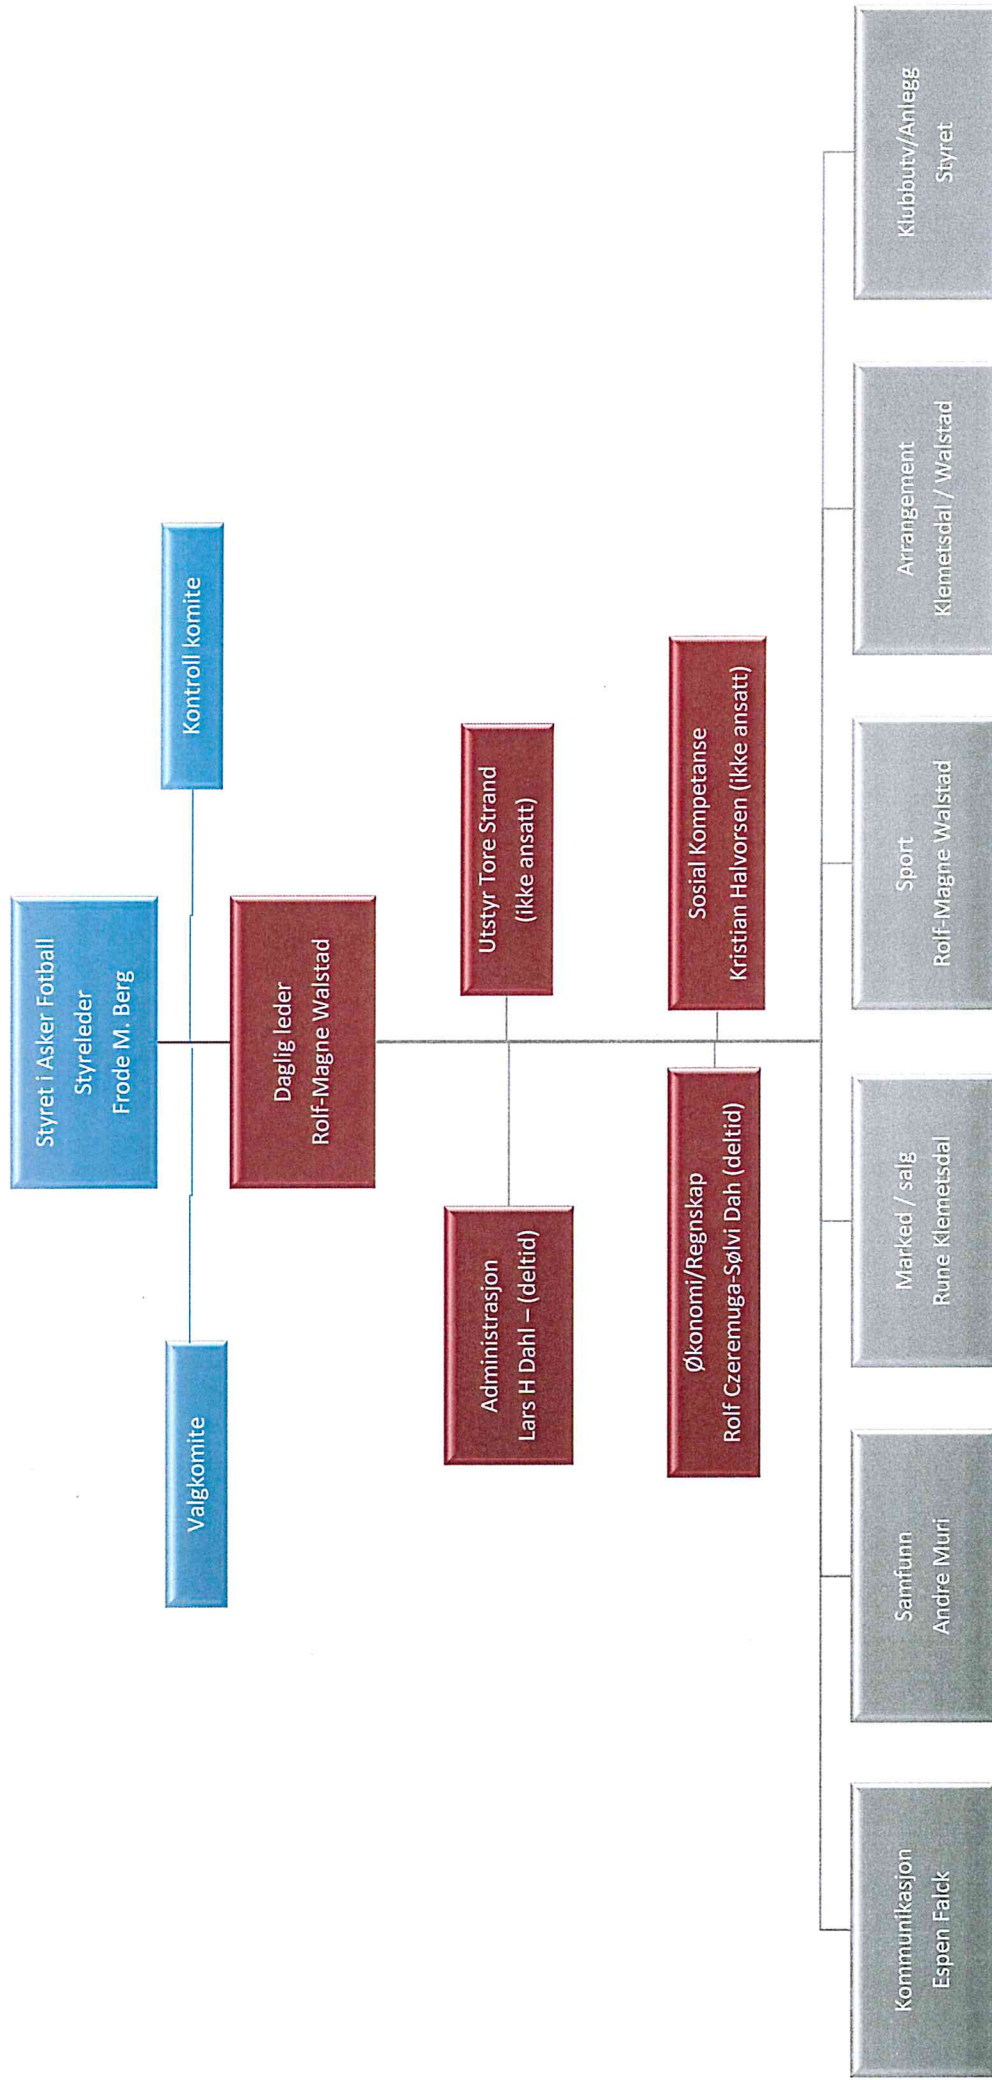 Styret i Asker Fotball
Styreleder
Frode M. Berg
Valgkomite
Kontroll komite
Daglig leder
Rolf-Magne Walstad
Administrasjon
Lars H Dahl – (deltid)
Utstyr Tore Strand
(ikke ansatt)
Økonomi/Regnskap
Rolf Czeremuga-Sølvi Dah (deltid)
Sosial Kompetanse
Kristian Halvorsen (ikke ansatt)
Kommunikasjon
Espen Falck
Samfunn
Andre Muri
Marked / salg
Rune Klemetsdal
Sport
Rolf-Magne Walstad
Arrangement
Klemetsdal / Walstad
Klubbutv/Anlegg
Styret